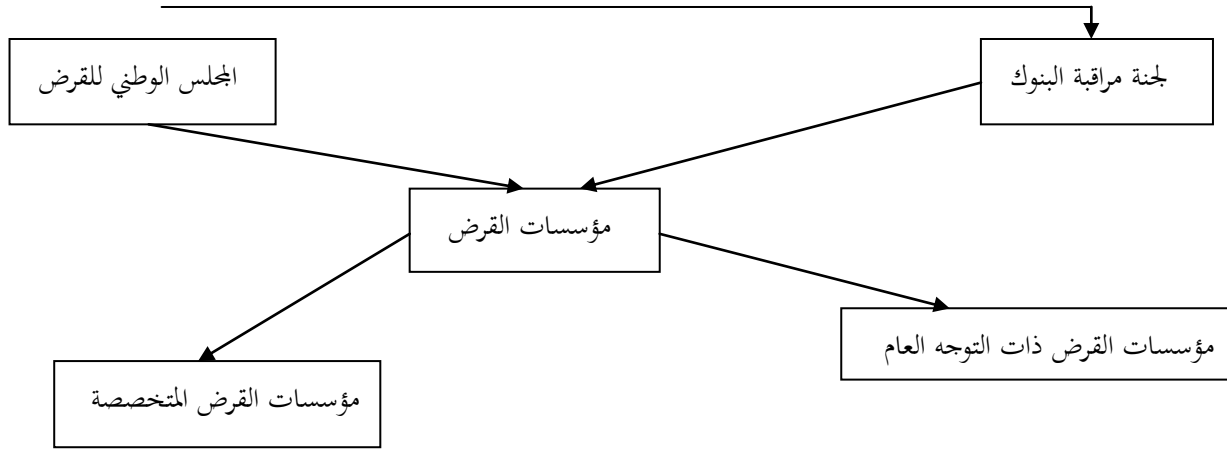 لجنة مراقبة البنوك
المجلس الوطني للقرض
مؤسسات القرض
مؤسسات القرض ذات التوجه العام
مؤسسات القرض المتخصصة